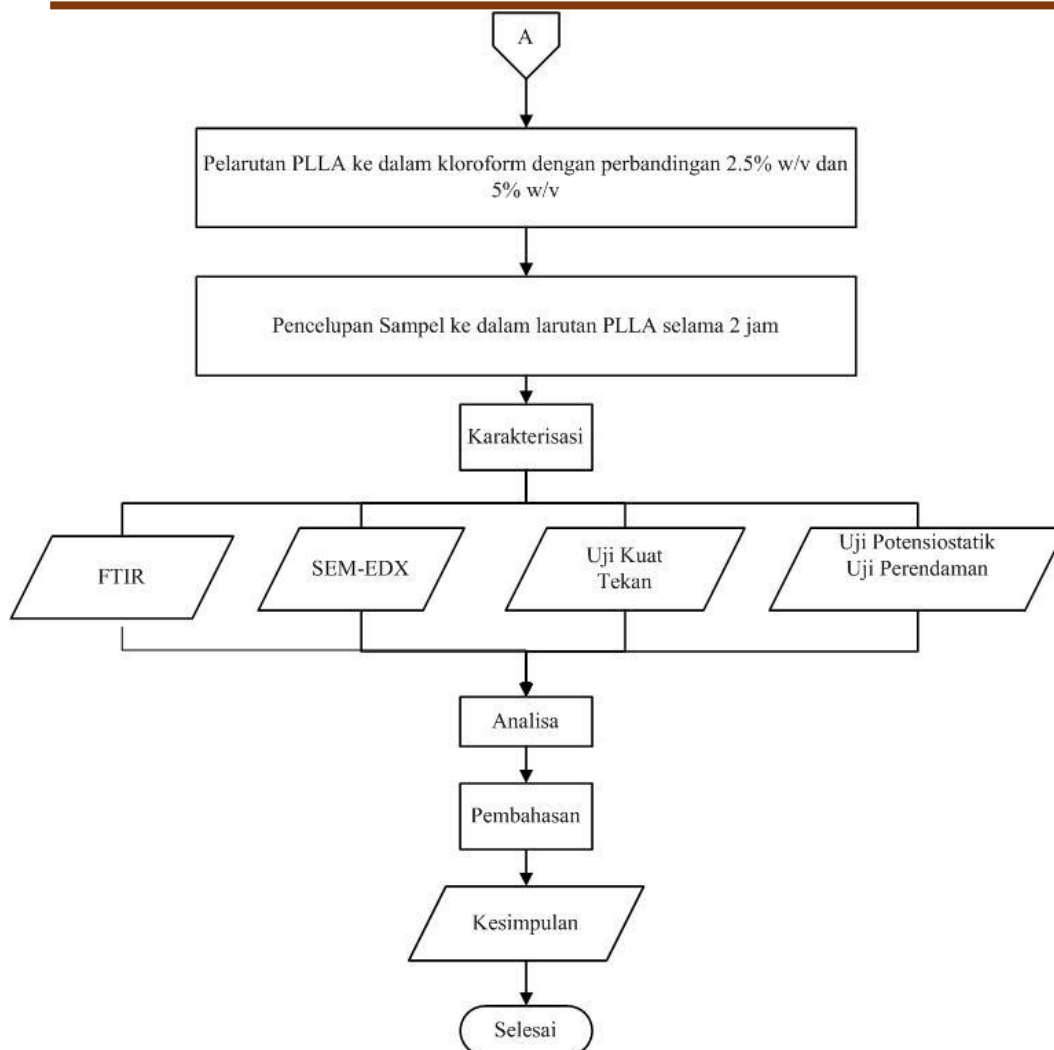 A
Pelarutan PLLA ke dalam kloroform dengan perbandingan 2.5% w/v dan
5% w/v
Pencelupan Sampel ke dalam larutan PLLA selama 2 jam
Karakterisasi
FTIR
SEM-EDX
Uji Kuat
Tekan
Uji Potensiostatik
Uji Perendaman
Analisa
Pembahasan
Kesimpulan
Selesai